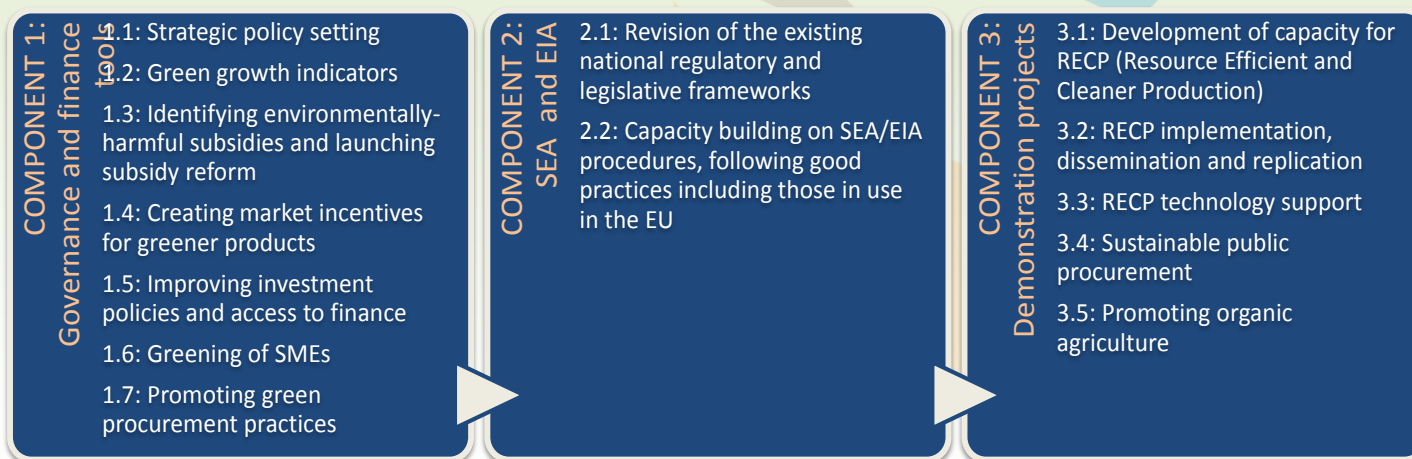 COMPONENT 1:
Governance and finance
tools
1.1: Strategic policy setting
1.2: Green growth indicators
1.3: Identifying environmentally-
harmful subsidies and launching
subsidy reform
1.4: Creating market incentives
for greener products
1.5: Improving investment
policies and access to finance
1.6: Greening of SMEs
1.7: Promoting green
procurement practices
COMPONENT 2:
SEA and EIA
2.1: Revision of the existing
national regulatory and
legislative frameworks
2.2: Capacity building on SEA/EIA
procedures, following good
practices including those in use
in the EU
COMPONENT 3:
Demonstration projects
3.1: Development of capacity for
RECP (Resource Efficient and
Cleaner Production)
3.2: RECP implementation,
dissemination and replication
3.3: RECP technology support
3.4: Sustainable public
procurement
3.5: Promoting organic
agriculture